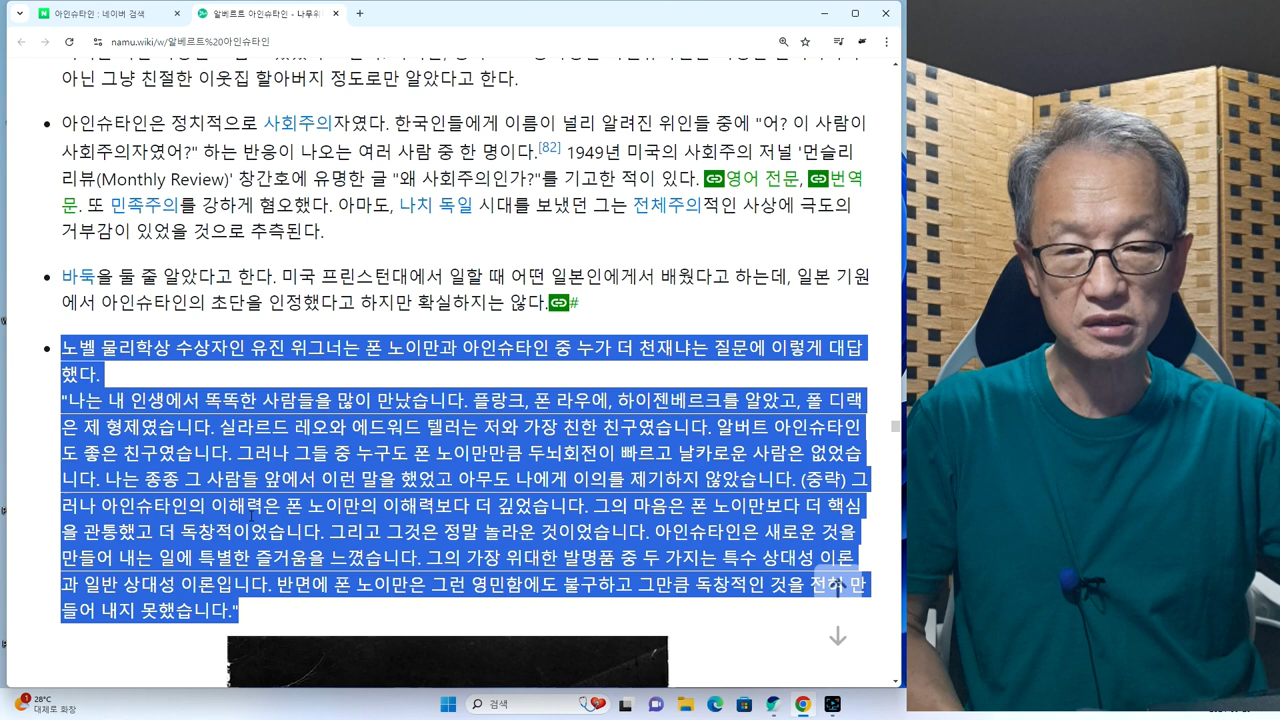 아인슈타인 : 네이버 검색
알베르트 아인슈타인 - 나무위
namu.wiki/w/알베르트%20아인슈타인
아닌 그냥 친절한 이웃집 할아버지 정도로만 알았다고 한다.
아인슈타인은 정치적으로 사회주의자였다. 한국인들에게 이름이 널리 알려진 위인들 중에 "어? 이 사람이
사회주의자였어?" 하는 반응이 나오는 여러 사람 중 한 명이다.[82] 1949년 미국의 사회주의 저널 '먼슬리
리뷰(Monthly Review)' 창간호에 유명한 글 "왜 사회주의인가?"를 기고한 적이 있다. 영어 전문, 번역
문. 또 민족주의를 강하게 혐오했다. 아마도, 나치 독일 시대를 보냈던 그는 전체주의적인 사상에 극도의
거부감이 있었을 것으로 추측된다.
바둑을 둘 줄 알았다고 한다. 미국 프린스턴대에서 일할 때 어떤 일본인에게서 배웠다고 하는데, 일본 기원
에서 아인슈타인의 초단을 인정했다고 하지만 확실하지는 않다.#
노벨 물리학상 수상자인 유진 위그너는 폰 노이만과 아인슈타인 중 누가 더 천재냐는 질문에 이렇게 대답
했다.
"나는 내 인생에서 똑똑한 사람들을 많이 만났습니다. 플랑크, 폰 라우에, 하이젠베르크를 알았고, 폴 디랙
은 제 형제였습니다. 실라르드 레오와 에드워드 텔러는 저와 가장 친한 친구였습니다. 알버트 아인슈타인
도 좋은 친구였습니다. 그러나 그들 중 누구도 폰 노이만만큼 두뇌회전이 빠르고 날카로운 사람은 없었습
니다. 나는 종종 그 사람들 앞에서 이런 말을 했었고 아무도 나에게 이의를 제기하지 않았습니다. (중략) 그
러나 아인슈타인의 이해력은 폰 노이만의 이해력보다 더 깊었습니다. 그의 마음은 폰 노이만보다 더 핵심
을 관통했고 더 독창적이었습니다. 그리고 그것은 정말 놀라운 것이었습니다. 아인슈타인은 새로운 것을
만들어 내는 일에 특별한 즐거움을 느꼈습니다. 그의 가장 위대한 발명품 중 두 가지는 특수 상대성 이론
과 일반 상대성 이론입니다. 반면에 폰 노이만은 그런 영민함에도 불구하고 그만큼 독창적인 것을 전혀 만
들어 내지 못했습니다."
28°C
대체로 화창
검색